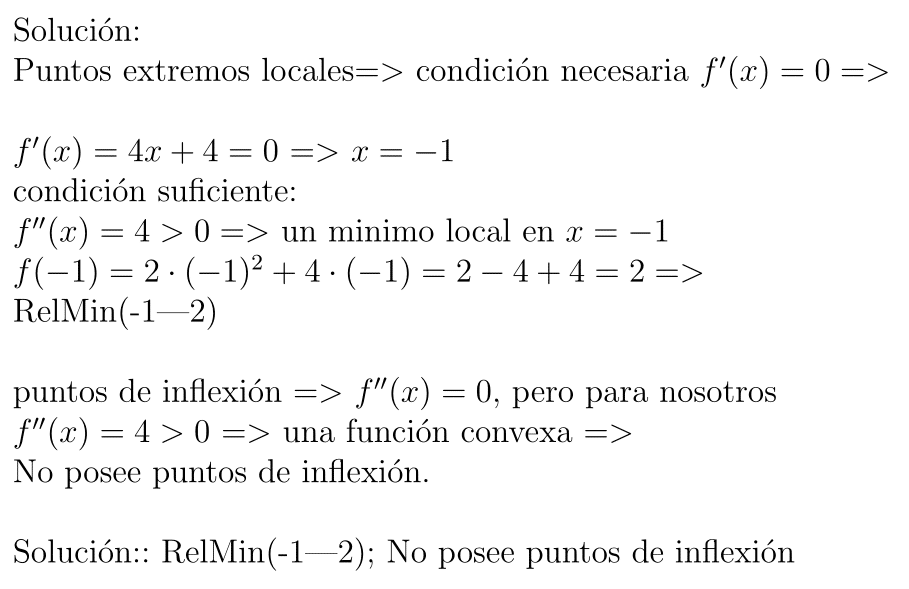 Solución:
Puntos extremos locales=> condición necesaria f′(x) = 0 =>
f′(x) = 4x + 4 = 0 => x = −1
condición suficiente:
f″(x) = 4 > 0 => un minimo local en x = −1
f(−1) = 2 · (−1)² + 4 · (−1) = 2 − 4 + 4 = 2 =>
RelMin(-1—2)
puntos de inflexión => f″(x) = 0, pero para nosotros
f″(x) = 4 > 0 => una función convexa =>
No posee puntos de inflexión.
Solución:: RelMin(-1—2); No posee puntos de inflexión